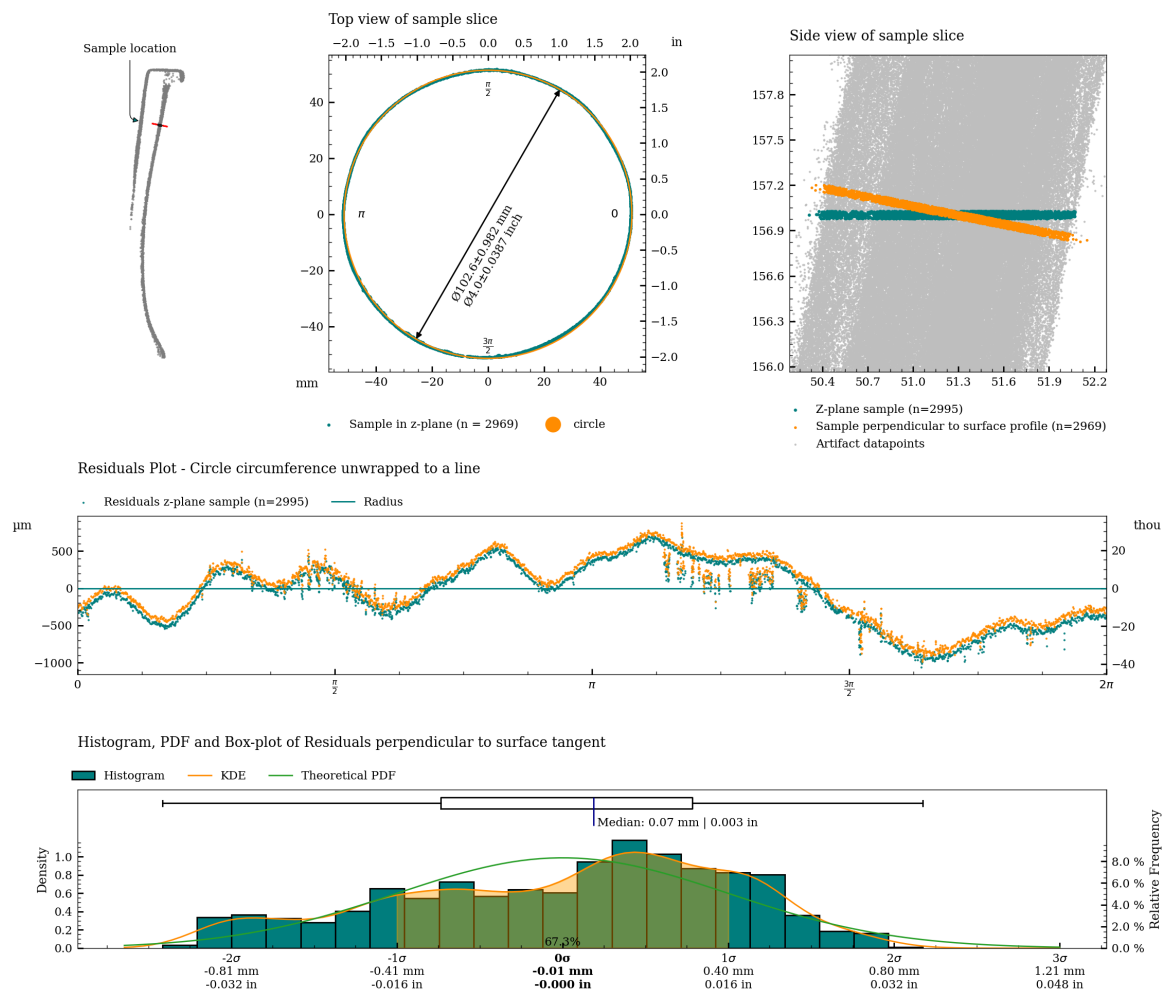 Sample location
Top view of sample slice
−2.0 −1.5 −1.0 −0.5 0.0 0.5 1.0 1.5 2.0 in
40
20
0
−20
−40
mm
−40 −20 0 20 40
2.0
1.5
1.0
0.5
0.0
−0.5
−1.0
−1.5
−2.0
π/2
π
0
3π/2
Ø102.6±0.982 mm
Ø4.0±0.0387 inch
Sample in z-plane (n = 2969)
circle
Side view of sample slice
157.8
157.5
157.2
156.9
156.6
156.3
156.0
50.4 50.7 51.0 51.3 51.6 51.9 52.2
Z-plane sample (n=2995)
Sample perpendicular to surface profile (n=2969)
Artifact datapoints
Residuals Plot - Circle circumference unwrapped to a line
Residuals z-plane sample (n=2995)
Radius
µm
500
0
−500
−1000
thou
20
0
−20
−40
0 π/2 π 3π/2 2π
Histogram, PDF and Box-plot of Residuals perpendicular to surface tangent
Histogram
KDE
Theoretical PDF
Median: 0.07 mm | 0.003 in
Density
1.0
0.8
0.6
0.4
0.2
0.0
Relative Frequency
8.0 %
6.0 %
4.0 %
2.0 %
0.0 %
67.3%
-2σ -1σ 0σ 1σ 2σ 3σ
-0.81 mm -0.41 mm -0.01 mm 0.40 mm 0.80 mm 1.21 mm
-0.032 in -0.016 in -0.000 in 0.016 in 0.032 in 0.048 in